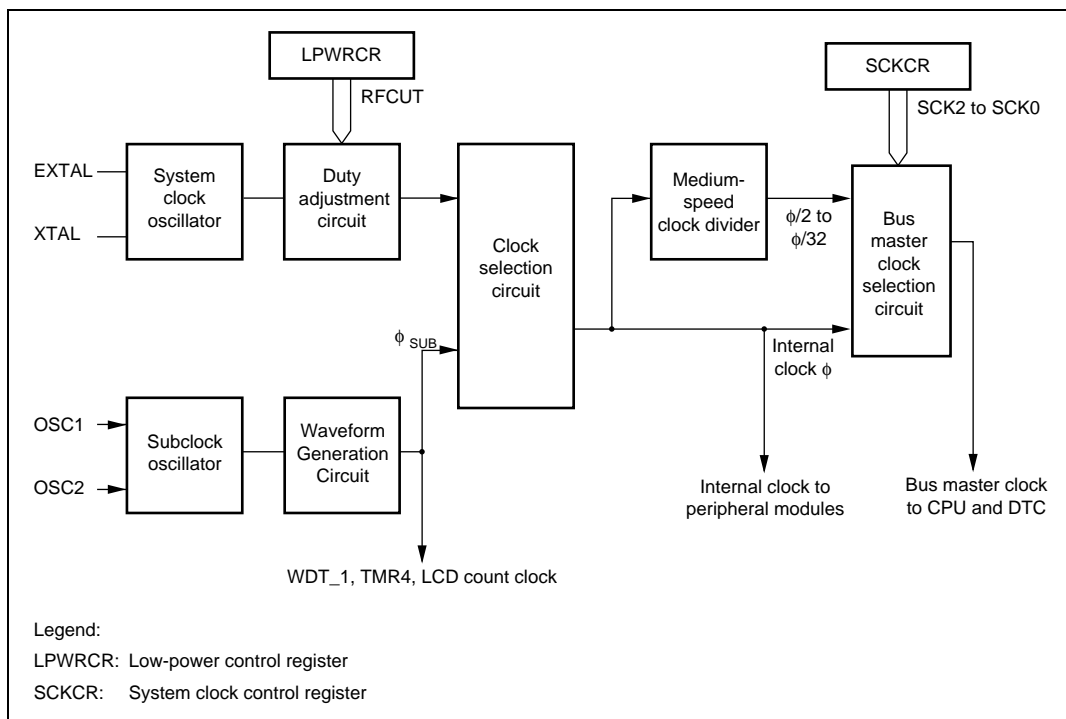 LPWRCR
RFCUT
SCKCR
SCK2 to SCK0
EXTAL
XTAL
System
clock
oscillator
Duty
adjustment
circuit
Clock
selection
circuit
Medium-
speed
clock divider
ϕ/2 to
ϕ/32
Bus
master
clock
selection
circuit
ϕ SUB
Internal
clock ϕ
OSC1
OSC2
Subclock
oscillator
Waveform
Generation
Circuit
Internal clock to
peripheral modules
Bus master clock
to CPU and DTC
WDT_1, TMR4, LCD count clock
Legend:
LPWRCR: Low-power control register
SCKCR: System clock control register